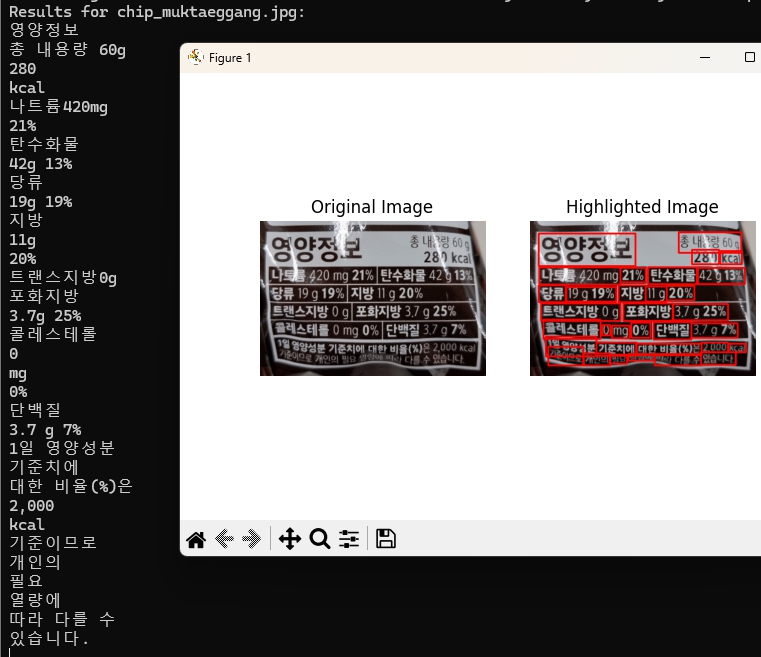 Results for chip_muktaeggang.jpg:
영양정보
총 내용량 60g
280
kcal
나트륨420mg
21%
탄수화물
42g 13%
당류
19g 19%
지방
11g
20%
트랜스지방0g
포화지방
3.7g 25%
콜레스테롤
0
mg
0%
단백질
3.7 g 7%
1일 영양성분
기준치에
대한 비율(%)은
2,000
kcal
기준이므로
개인의
필요
열량에
따라 다를 수
있습니다.
Figure 1
Original Image
영양정보
총 내용량 60 g
280 kcal
나트륨 420 mg 21% 탄수화물 42 g 13%
당류 19 g 19% 지방 11 g 20%
트랜스지방 0 g 포화지방 3.7 g 25%
콜레스테롤 0 mg 0% 단백질 3.7 g 7%
1일 영양성분 기준치에 대한 비율(%)은 2,000 kcal
기준이므로 개인의 필요 열량에 따라 다를 수 있습니다.
Highlighted Image
영양정보
총 내용량 60 g
280 kcal
나트륨 420 mg 21% 탄수화물 42 g 13%
당류 19 g 19% 지방 11 g 20%
트랜스지방 0 g 포화지방 3.7 g 25%
콜레스테롤 0 mg 0% 단백질 3.7 g 7%
1일 영양성분 기준치에 대한 비율(%)은 2,000 kcal
기준이므로 개인의 필요 열량에 따라 다를 수 있습니다.